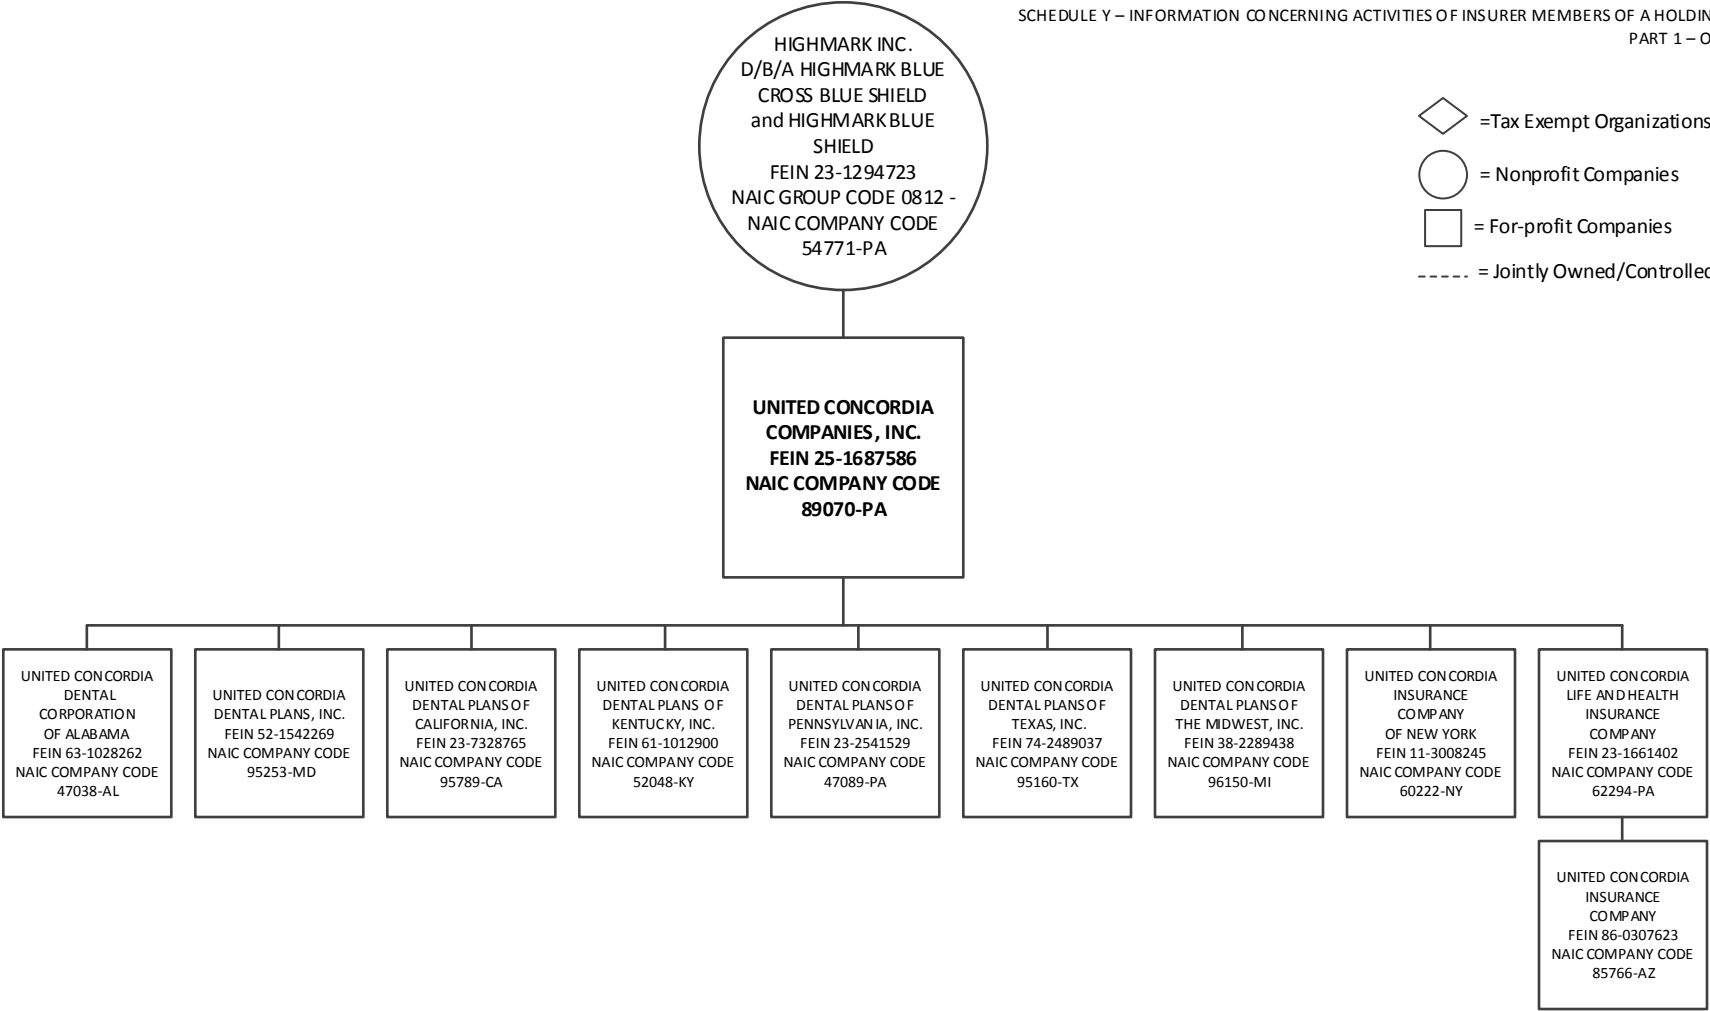 SCHEDULE Y – INFORMATION CONCERNING ACTIVITIES OF INSURER MEMBERS OF A HOLDIN
PART 1 – O
HIGHMARK INC.
D/B/A HIGHMARK BLUE
CROSS BLUE SHIELD
and HIGHMARK BLUE
SHIELD
FEIN 23-1294723
NAIC GROUP CODE 0812 -
NAIC COMPANY CODE
54771-PA
=Tax Exempt Organizations
= Nonprofit Companies
= For-profit Companies
= Jointly Owned/Controlled
UNITED CONCORDIA
COMPANIES, INC.
FEIN 25-1687586
NAIC COMPANY CODE
89070-PA
UNITED CONCORDIA
DENTAL
CORPORATION
OF ALABAMA
FEIN 63-1028262
NAIC COMPANY CODE
47038-AL
UNITED CONCORDIA
DENTAL PLANS, INC.
FEIN 52-1542269
NAIC COMPANY CODE
95253-MD
UNITED CONCORDIA
DENTAL PLANS OF
CALIFORNIA, INC.
FEIN 23-7328765
NAIC COMPANY CODE
95789-CA
UNITED CONCORDIA
DENTAL PLANS OF
KENTUCKY, INC.
FEIN 61-1012900
NAIC COMPANY CODE
52048-KY
UNITED CONCORDIA
DENTAL PLANS OF
PENNSYLVANIA, INC.
FEIN 23-2541529
NAIC COMPANY CODE
47089-PA
UNITED CONCORDIA
DENTAL PLANS OF
TEXAS, INC.
FEIN 74-2489037
NAIC COMPANY CODE
95160-TX
UNITED CONCORDIA
DENTAL PLANS OF
THE MIDWEST, INC.
FEIN 38-2289438
NAIC COMPANY CODE
96150-MI
UNITED CONCORDIA
INSURANCE
COMPANY
OF NEW YORK
FEIN 11-3008245
NAIC COMPANY CODE
60222-NY
UNITED CONCORDIA
LIFE AND HEALTH
INSURANCE
COMPANY
FEIN 23-1661402
NAIC COMPANY CODE
62294-PA
UNITED CONCORDIA
INSURANCE
COMPANY
FEIN 86-0307623
NAIC COMPANY CODE
85766-AZ